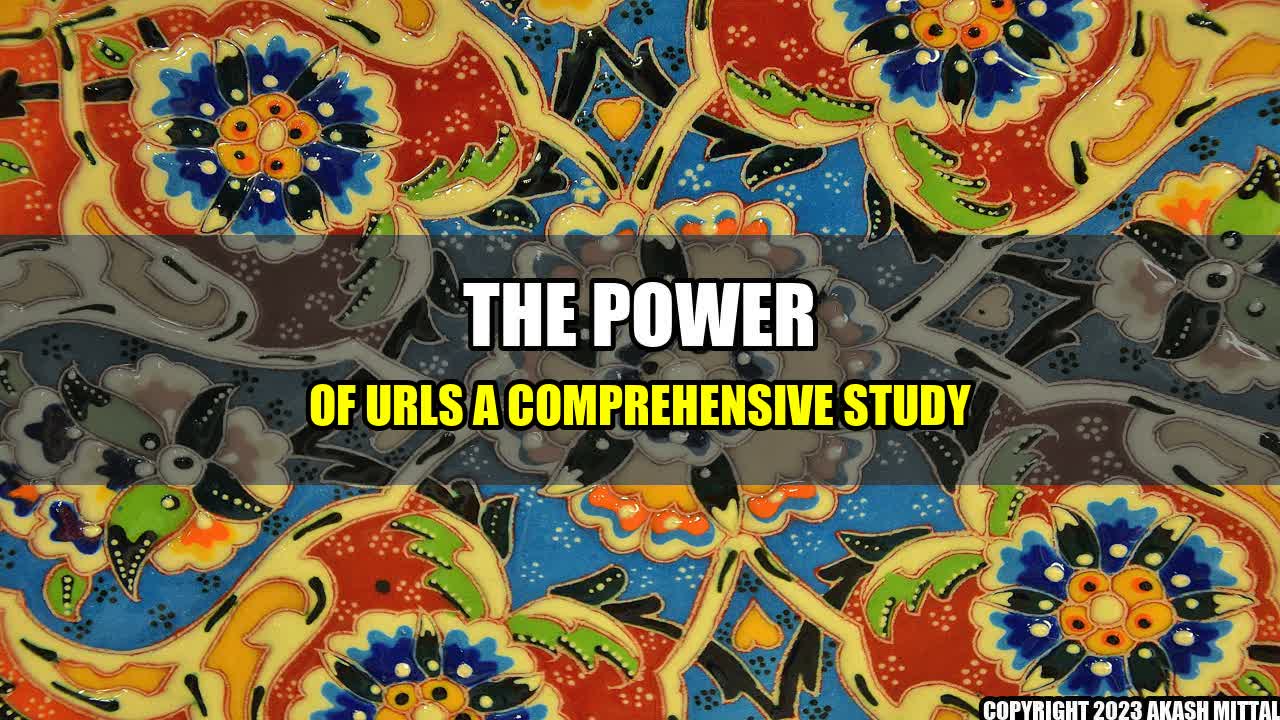 THE POWER
OF URLS A COMPREHENSIVE STUDY
COPYRIGHT 2023 AKASH MITTAL